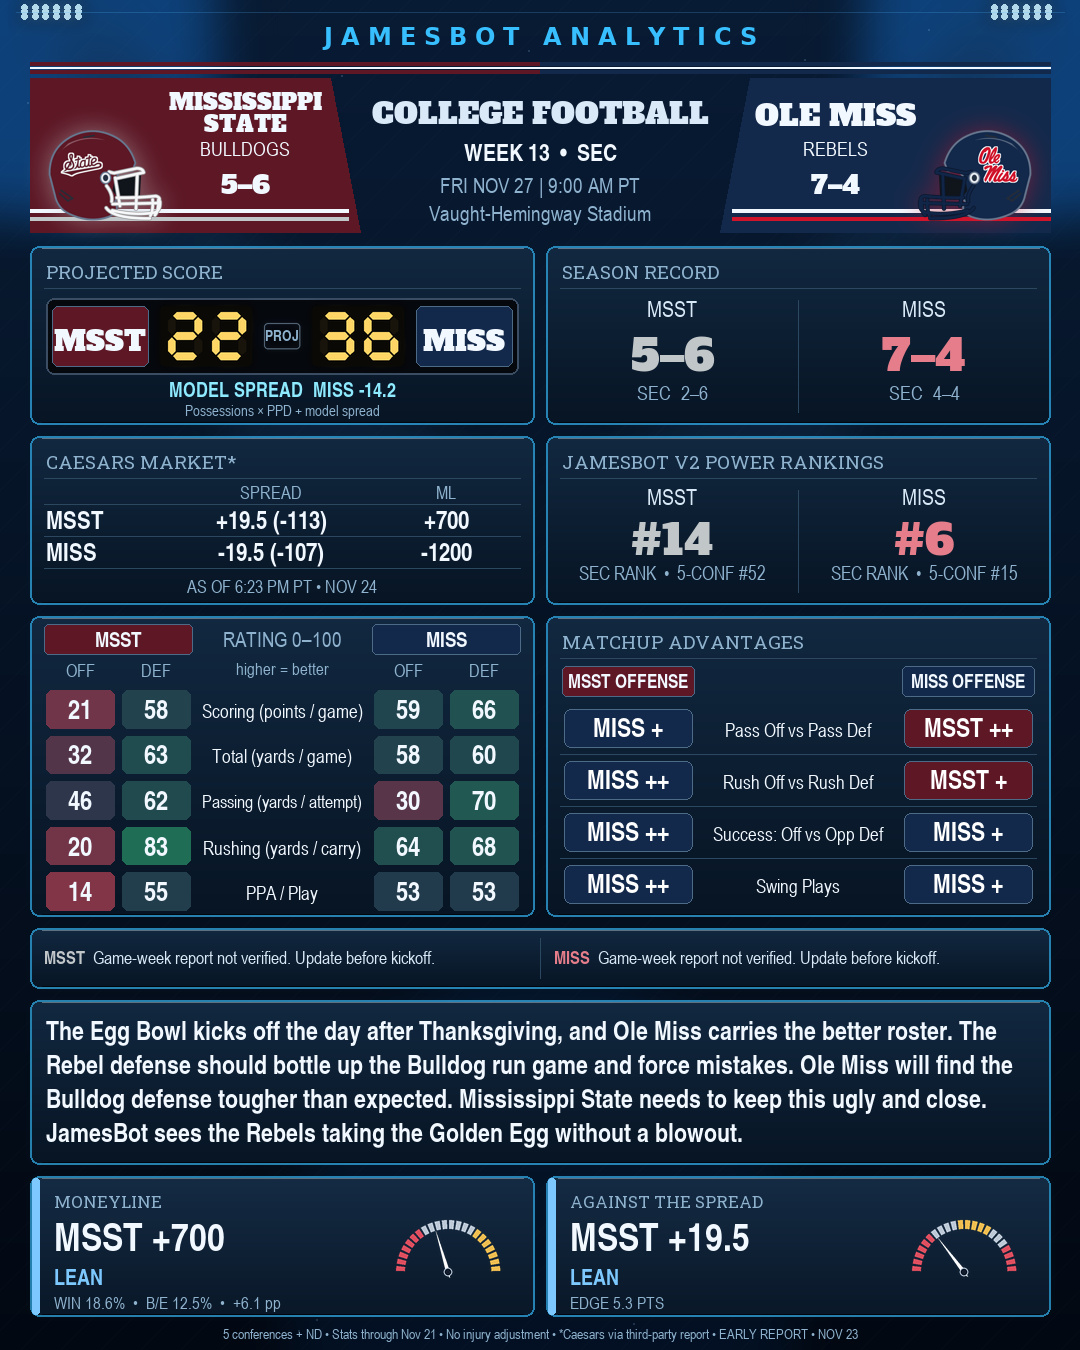 JAMESBOT ANALYTICS
MISSISSIPPI
STATE
BULLDOGS
5–6
State
COLLEGE FOOTBALL
WEEK 13 • SEC
FRI NOV 27 | 9:00 AM PT
Vaught-Hemingway Stadium
OLE MISS
REBELS
7–4
Ole
Miss
PROJECTED SCORE
MSST 22 PROJ 36 MISS
MODEL SPREAD MISS -14.2
Possessions × PPD + model spread
SEASON RECORD
MSST MISS
5–6 7–4
SEC 2–6 SEC 4–4
CAESARS MARKET*
SPREAD ML
MSST +19.5 (-113) +700
MISS -19.5 (-107) -1200
AS OF 6:23 PM PT • NOV 24
JAMESBOT V2 POWER RANKINGS
MSST MISS
#14 #6
SEC RANK • 5-CONF #52 SEC RANK • 5-CONF #15
MSST RATING 0–100 MISS
OFF DEF higher = better OFF DEF
21 58 Scoring (points / game) 59 66
32 63 Total (yards / game) 58 60
46 62 Passing (yards / attempt) 30 70
20 83 Rushing (yards / carry) 64 68
14 55 PPA / Play 53 53
MATCHUP ADVANTAGES
MSST OFFENSE MISS OFFENSE
MISS + Pass Off vs Pass Def MSST ++
MISS ++ Rush Off vs Rush Def MSST +
MISS ++ Success: Off vs Opp Def MISS +
MISS ++ Swing Plays MISS +
MSST Game-week report not verified. Update before kickoff.
MISS Game-week report not verified. Update before kickoff.
The Egg Bowl kicks off the day after Thanksgiving, and Ole Miss carries the better roster. The
Rebel defense should bottle up the Bulldog run game and force mistakes. Ole Miss will find the
Bulldog defense tougher than expected. Mississippi State needs to keep this ugly and close.
JamesBot sees the Rebels taking the Golden Egg without a blowout.
MONEYLINE
MSST +700
LEAN
WIN 18.6% • B/E 12.5% • +6.1 pp
AGAINST THE SPREAD
MSST +19.5
LEAN
EDGE 5.3 PTS
5 conferences + ND • Stats through Nov 21 • No injury adjustment • *Caesars via third-party report • EARLY REPORT • NOV 23